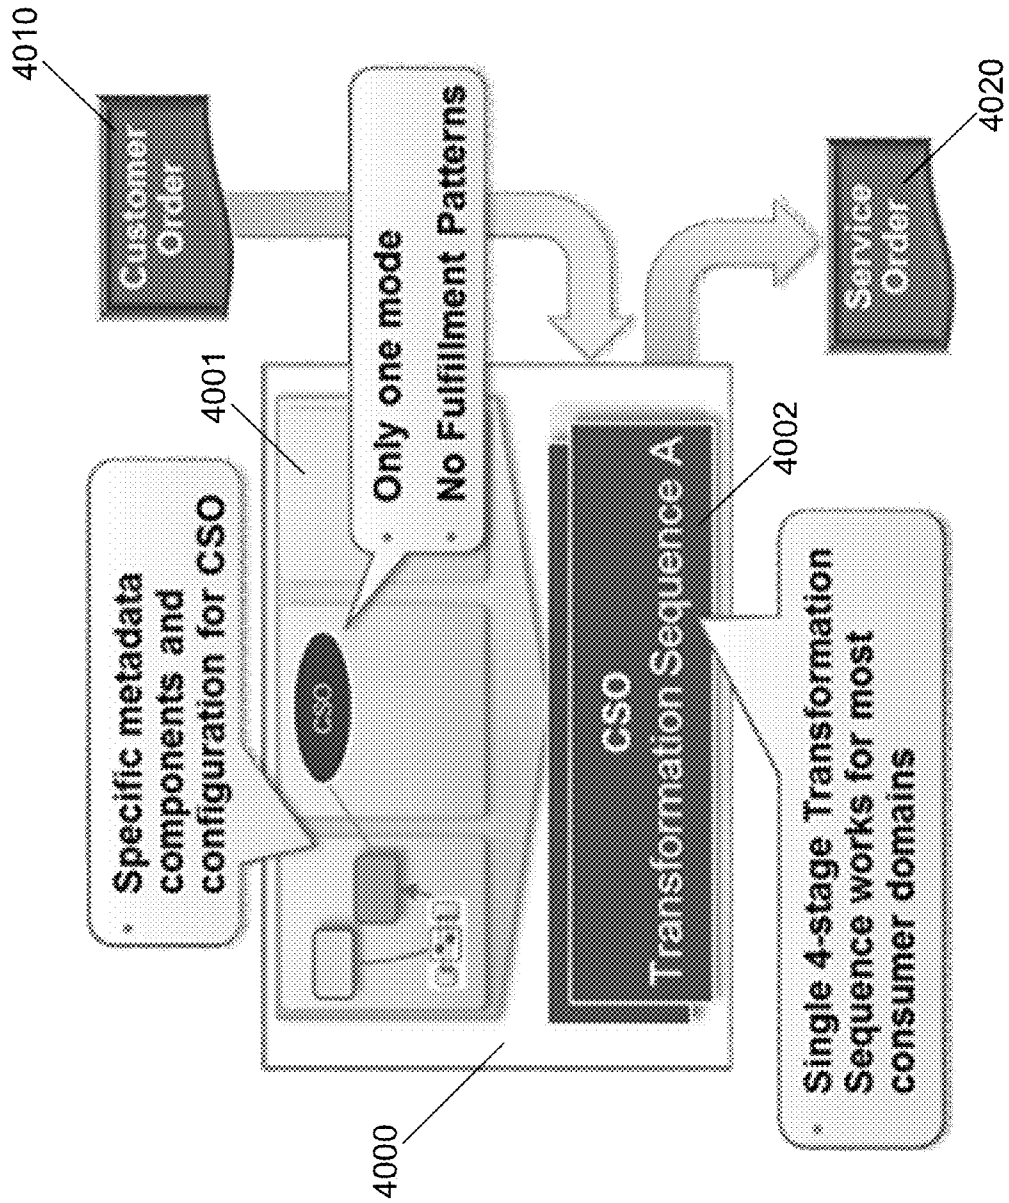 4010
Customer
Order
• Specific metadata
components and
configuration for CSO
4001
• Only one mode
• No Fulfillment Patterns
CSO
4000
CSO
Transformation Sequence A
4002
Service
Order
4020
• Single 4-stage Transformation
Sequence works for most
consumer domains